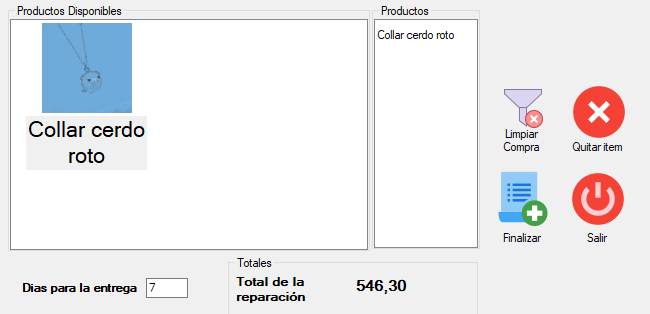 Productos Disponibles
Collar cerdo
roto
Productos
Collar cerdo roto
Limpiar
Compra
Quitar item
Finalizar
Salir
Dias para la entrega
7
Totales
Total de la
reparación
546,30